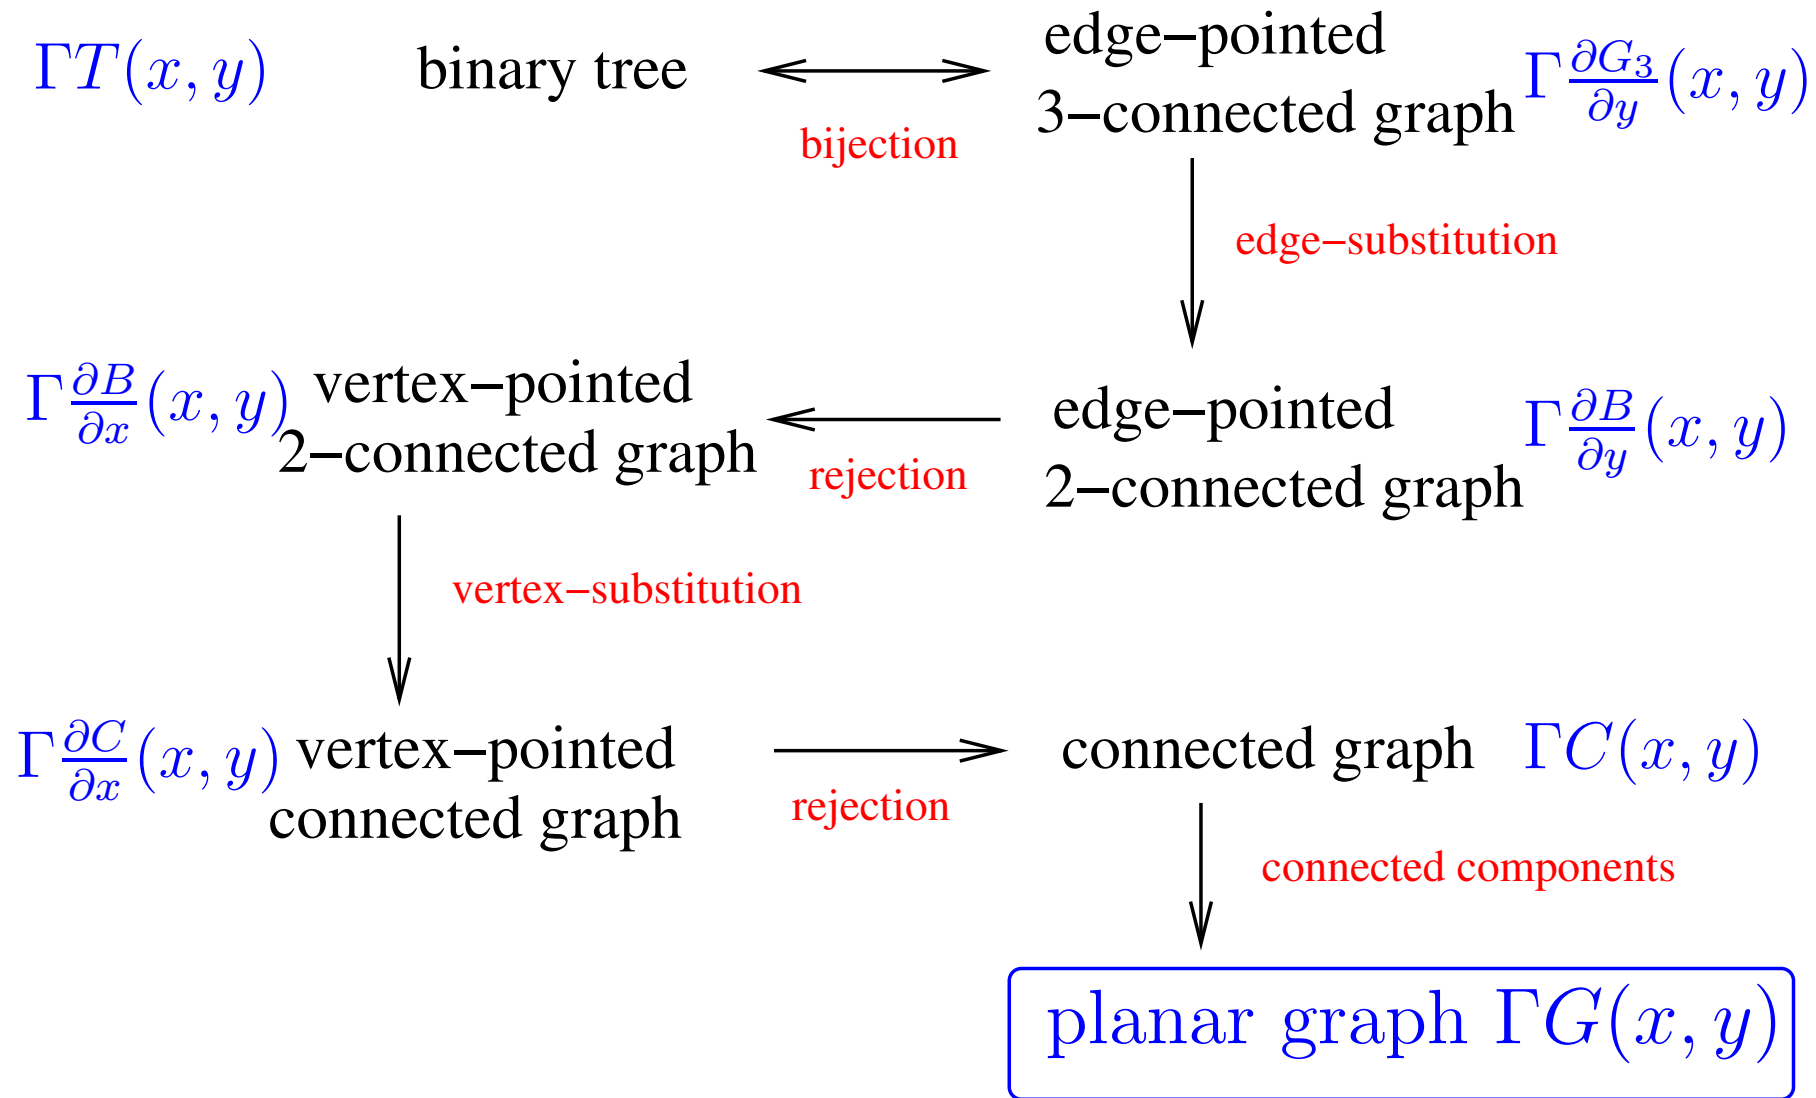 ΓT(x, y)
binary tree
edge−pointed
3−connected graph
Γ ∂G₃/∂y (x, y)
bijection
edge−substitution
Γ ∂B/∂x (x, y)
vertex−pointed
2−connected graph
rejection
edge−pointed
2−connected graph
Γ ∂B/∂y (x, y)
vertex−substitution
Γ ∂C/∂x (x, y)
vertex−pointed
connected graph
rejection
connected graph
ΓC(x, y)
connected components
planar graph ΓG(x, y)